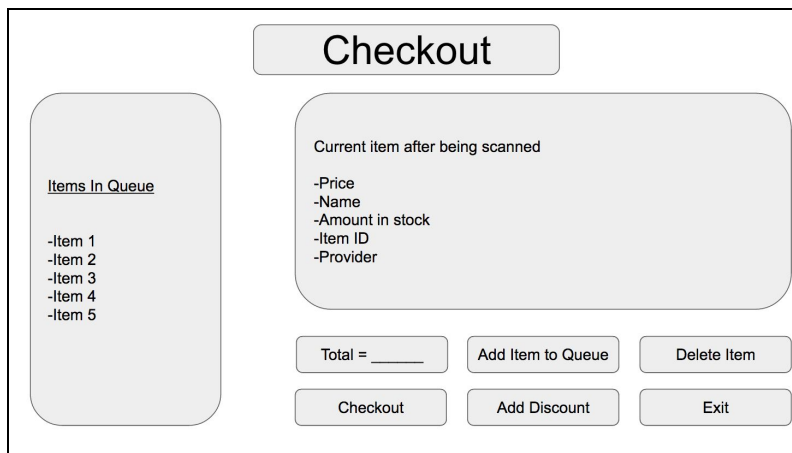 Checkout
Items In Queue
-Item 1
-Item 2
-Item 3
-Item 4
-Item 5
Current item after being scanned
-Price
-Name
-Amount in stock
-Item ID
-Provider
Total = ______
Add Item to Queue
Delete Item
Checkout
Add Discount
Exit